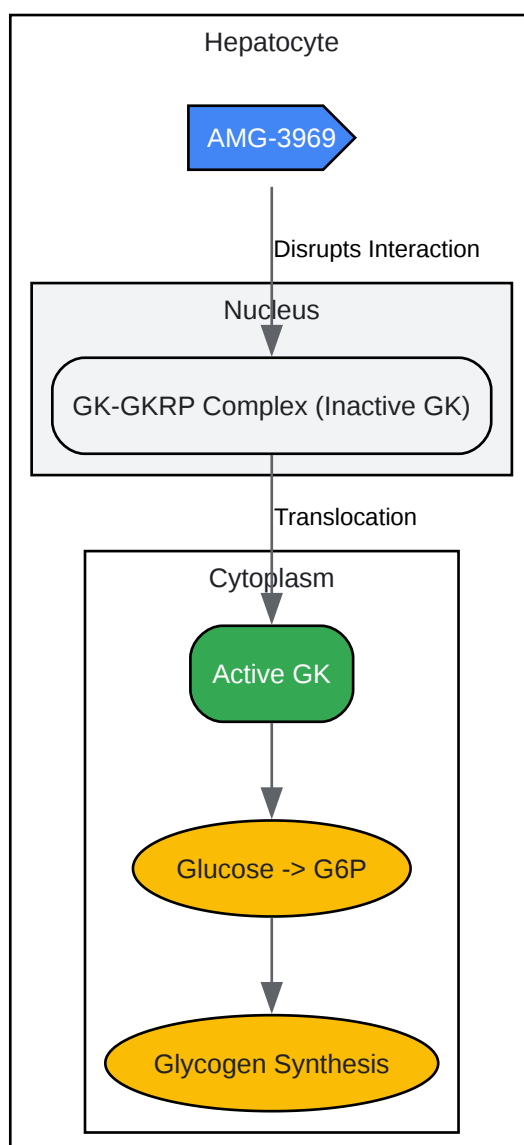 Hepatocyte
AMG-3969
Disrupts Interaction
Nucleus
GK-GKRP Complex (Inactive GK)
Translocation
Cytoplasm
Active GK
Glucose -> G6P
Glycogen Synthesis